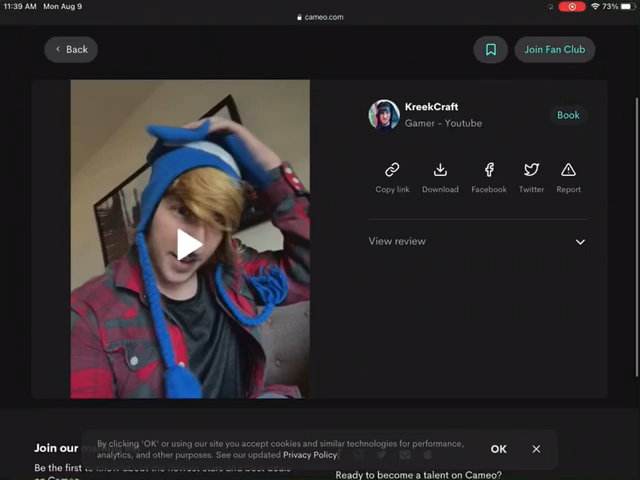 11:39 AM Mon Aug 9
73%
cameo.com
Back
Join Fan Club
KreekCraft
Gamer - Youtube
Book
Copy link
Download
Facebook
Twitter
Report
View review
Join our
By clicking 'OK' or using our site you accept cookies and similar technologies for performance,
analytics, and other purposes. See our updated Privacy Policy
OK
Be the first to know about the newest stars and best deals
on Cameo
Ready to become a talent on Cameo?